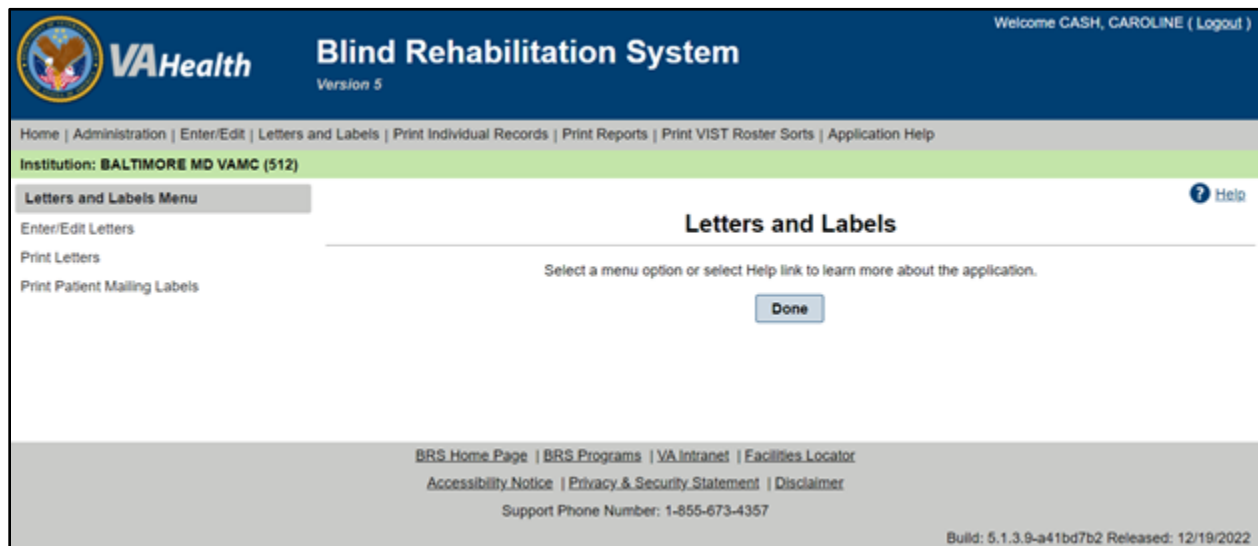 Welcome CASH, CAROLINE ( Logout )
VA Health
Blind Rehabilitation System
Version 5
Home | Administration | Enter/Edit | Letters and Labels | Print Individual Records | Print Reports | Print VIST Roster Sorts | Application Help
Institution: BALTIMORE MD VAMC (512)
Letters and Labels Menu
Enter/Edit Letters
Print Letters
Print Patient Mailing Labels
? Help
Letters and Labels
Select a menu option or select Help link to learn more about the application.
Done
BRS Home Page | BRS Programs | VA Intranet | Facilities Locator
Accessibility Notice | Privacy & Security Statement | Disclaimer
Support Phone Number: 1-855-673-4357
Build: 5.1.3.9-a41bd7b2 Released: 12/19/2022